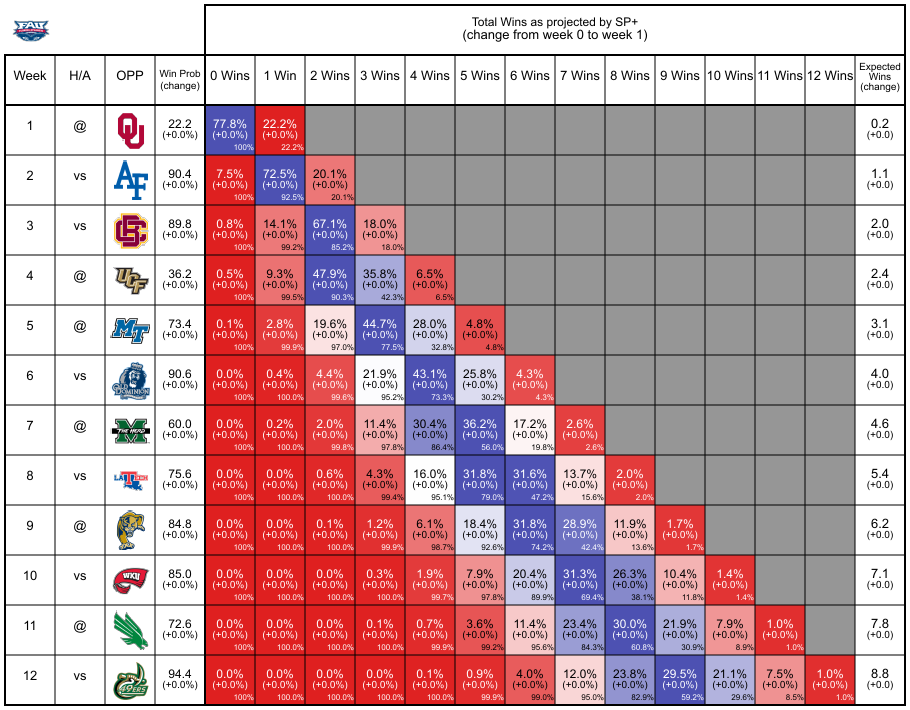 FAU
Total Wins as projected by SP+
(change from week 0 to week 1)
Week H/A OPP Win Prob (change) 0 Wins 1 Win 2 Wins 3 Wins 4 Wins 5 Wins 6 Wins 7 Wins 8 Wins 9 Wins 10 Wins 11 Wins 12 Wins Expected Wins (change)
1 @ OU 22.2 77.8% 22.2% 0.2
(+0.0%) (+0.0%) (+0.0%) (+0.0)
100% 22.2%
2 vs AF 90.4 7.5% 72.5% 20.1% 1.1
(+0.0%) (+0.0%) (+0.0%) (+0.0%) (+0.0)
100% 92.5% 20.1%
3 vs BC 89.8 0.8% 14.1% 67.1% 18.0% 2.0
(+0.0%) (+0.0%) (+0.0%) (+0.0%) (+0.0%) (+0.0)
100% 99.2% 85.2% 18.0%
4 @ UCF 36.2 0.5% 9.3% 47.9% 35.8% 6.5% 2.4
(+0.0%) (+0.0%) (+0.0%) (+0.0%) (+0.0%) (+0.0%) (+0.0)
100% 99.5% 90.3% 42.3% 6.5%
5 @ MT 73.4 0.1% 2.8% 19.6% 44.7% 28.0% 4.8% 3.1
(+0.0%) (+0.0%) (+0.0%) (+0.0%) (+0.0%) (+0.0%) (+0.0%) (+0.0)
100% 99.9% 97.0% 77.5% 32.8% 4.8%
6 vs OLD DOMINION 90.6 0.0% 0.4% 4.4% 21.9% 43.1% 25.8% 4.3% 4.0
(+0.0%) (+0.0%) (+0.0%) (+0.0%) (+0.0%) (+0.0%) (+0.0%) (+0.0%) (+0.0)
100% 100.0% 99.6% 95.2% 73.3% 30.2% 4.3%
7 @ M THE HERD 60.0 0.0% 0.2% 2.0% 11.4% 30.4% 36.2% 17.2% 2.6% 4.6
(+0.0%) (+0.0%) (+0.0%) (+0.0%) (+0.0%) (+0.0%) (+0.0%) (+0.0%) (+0.0%) (+0.0)
100% 100.0% 99.8% 97.8% 86.4% 56.0% 19.8% 2.6%
8 vs LA TECH 75.6 0.0% 0.0% 0.6% 4.3% 16.0% 31.8% 31.6% 13.7% 2.0% 5.4
(+0.0%) (+0.0%) (+0.0%) (+0.0%) (+0.0%) (+0.0%) (+0.0%) (+0.0%) (+0.0%) (+0.0%) (+0.0)
100% 100.0% 100.0% 99.4% 95.1% 79.0% 47.2% 15.6% 2.0%
9 @ 84.8 0.0% 0.0% 0.1% 1.2% 6.1% 18.4% 31.8% 28.9% 11.9% 1.7% 6.2
(+0.0%) (+0.0%) (+0.0%) (+0.0%) (+0.0%) (+0.0%) (+0.0%) (+0.0%) (+0.0%) (+0.0%) (+0.0%) (+0.0)
100% 100.0% 100.0% 99.9% 98.7% 92.6% 74.2% 42.4% 13.6% 1.7%
10 vs WKU 85.0 0.0% 0.0% 0.0% 0.3% 1.9% 7.9% 20.4% 31.3% 26.3% 10.4% 1.4% 7.1
(+0.0%) (+0.0%) (+0.0%) (+0.0%) (+0.0%) (+0.0%) (+0.0%) (+0.0%) (+0.0%) (+0.0%) (+0.0%) (+0.0%) (+0.0)
100% 100.0% 100.0% 100.0% 99.7% 97.8% 89.9% 69.4% 38.1% 11.8% 1.4%
11 @ 72.6 0.0% 0.0% 0.0% 0.1% 0.7% 3.6% 11.4% 23.4% 30.0% 21.9% 7.9% 1.0% 7.8
(+0.0%) (+0.0%) (+0.0%) (+0.0%) (+0.0%) (+0.0%) (+0.0%) (+0.0%) (+0.0%) (+0.0%) (+0.0%) (+0.0%) (+0.0%) (+0.0)
100% 100.0% 100.0% 100.0% 99.9% 99.2% 95.6% 84.3% 60.8% 30.9% 8.9% 1.0%
12 vs 49ERS 94.4 0.0% 0.0% 0.0% 0.0% 0.1% 0.9% 4.0% 12.0% 23.8% 29.5% 21.1% 7.5% 1.0% 8.8
(+0.0%) (+0.0%) (+0.0%) (+0.0%) (+0.0%) (+0.0%) (+0.0%) (+0.0%) (+0.0%) (+0.0%) (+0.0%) (+0.0%) (+0.0%) (+0.0%) (+0.0)
100% 100.0% 100.0% 100.0% 100.0% 99.9% 99.0% 95.0% 82.9% 59.2% 29.6% 8.5% 1.0%